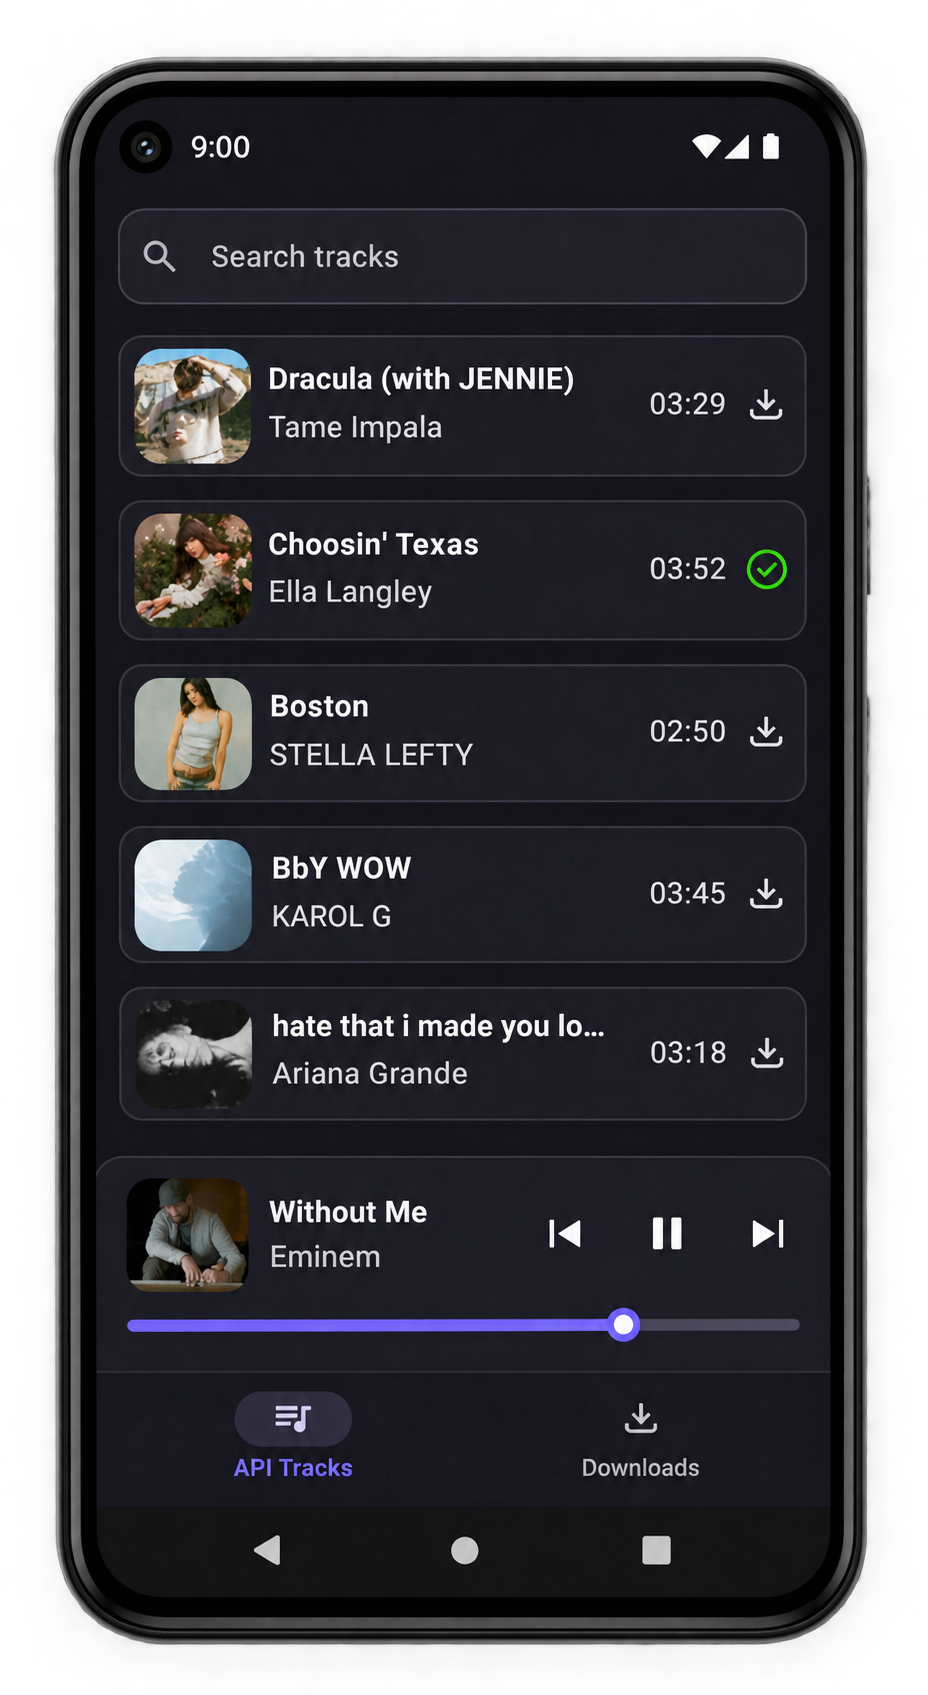 9:00
Search tracks
Dracula (with JENNIE)
Tame Impala
03:29
Choosin' Texas
Ella Langley
03:52
Boston
STELLA LEFTY
02:50
BbY WOW
KAROL G
03:45
hate that i made you lo...
Ariana Grande
03:18
Without Me
Eminem
API Tracks
Downloads